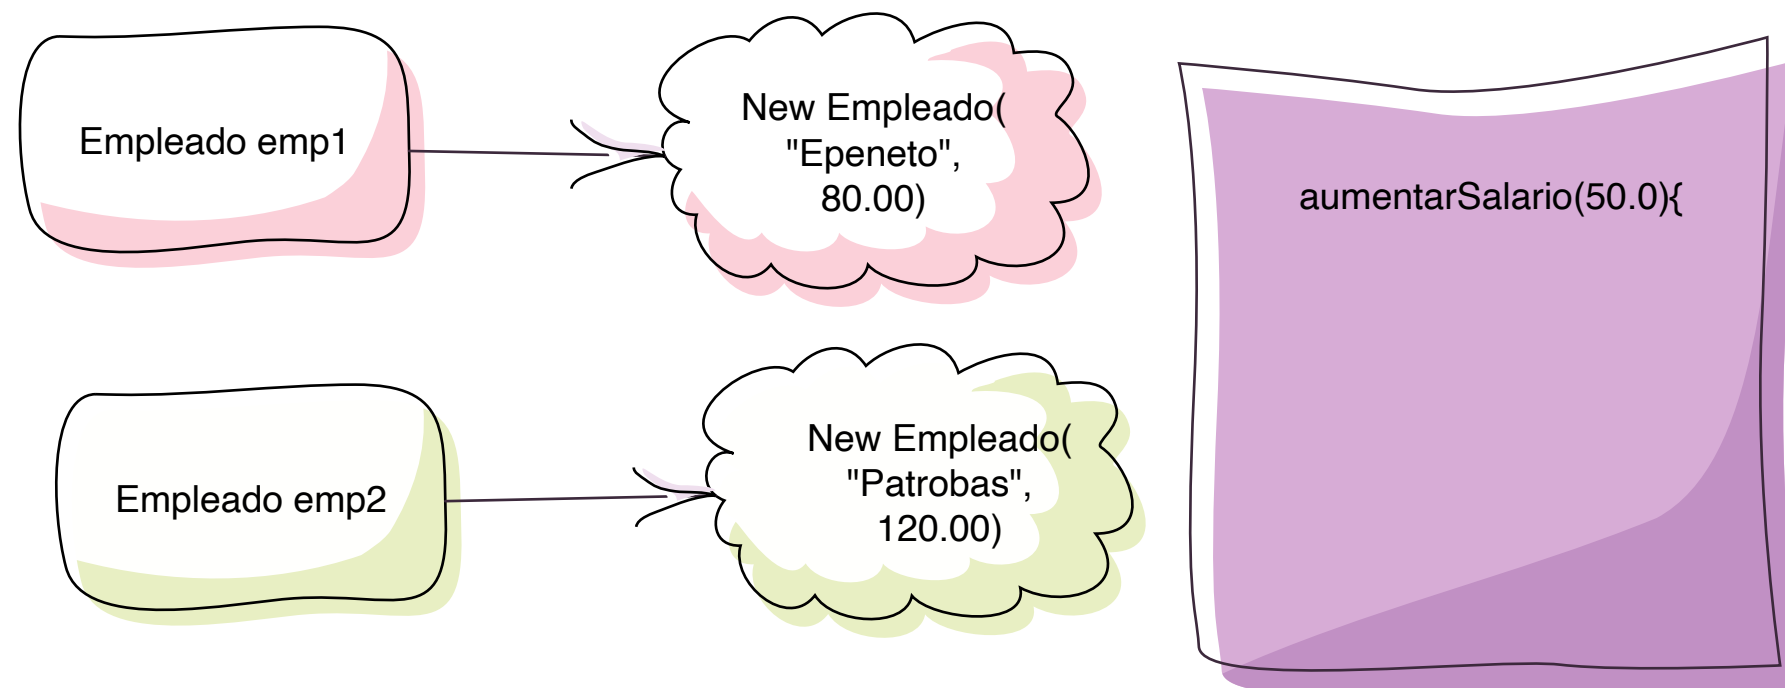 Empleado emp1
New Empleado(
"Epeneto",
80.00)
aumentarSalario(50.0){
Empleado emp2
New Empleado(
"Patrobas",
120.00)